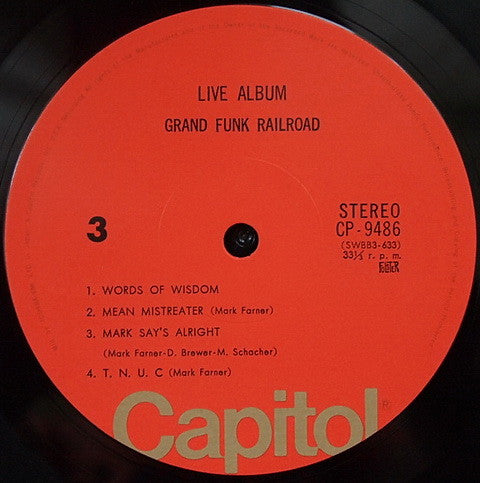 LIVE ALBUM
GRAND FUNK RAILROAD
3
STEREO
CP-9486
(SWBB3-633)
33⅓ r. p. m.
1. WORDS OF WISDOM
2. MEAN MISTREATER (Mark Farner)
3. MARK SAY'S ALRIGHT
(Mark Farner-D. Brewer-M. Schacher)
4. T. N. U. C (Mark Farner)
Capitol